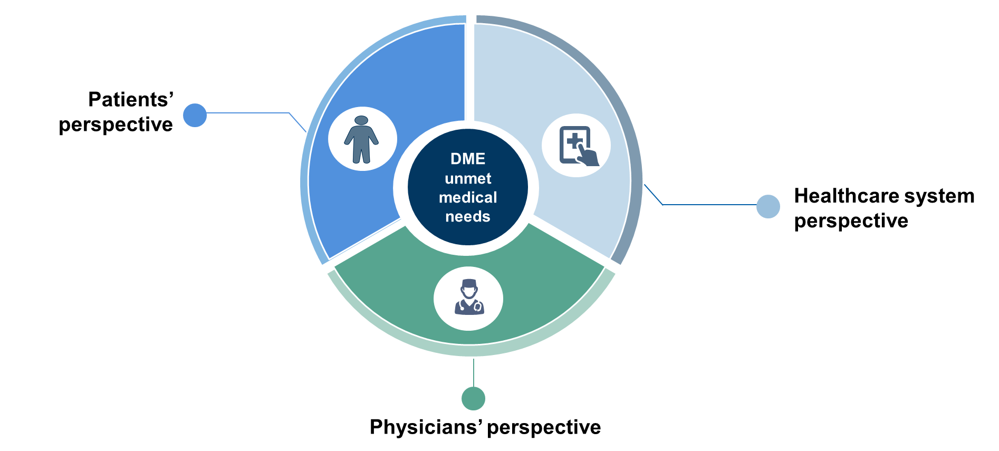 Patients’
perspective
DME
unmet
medical
needs
Healthcare system
perspective
Physicians’ perspective